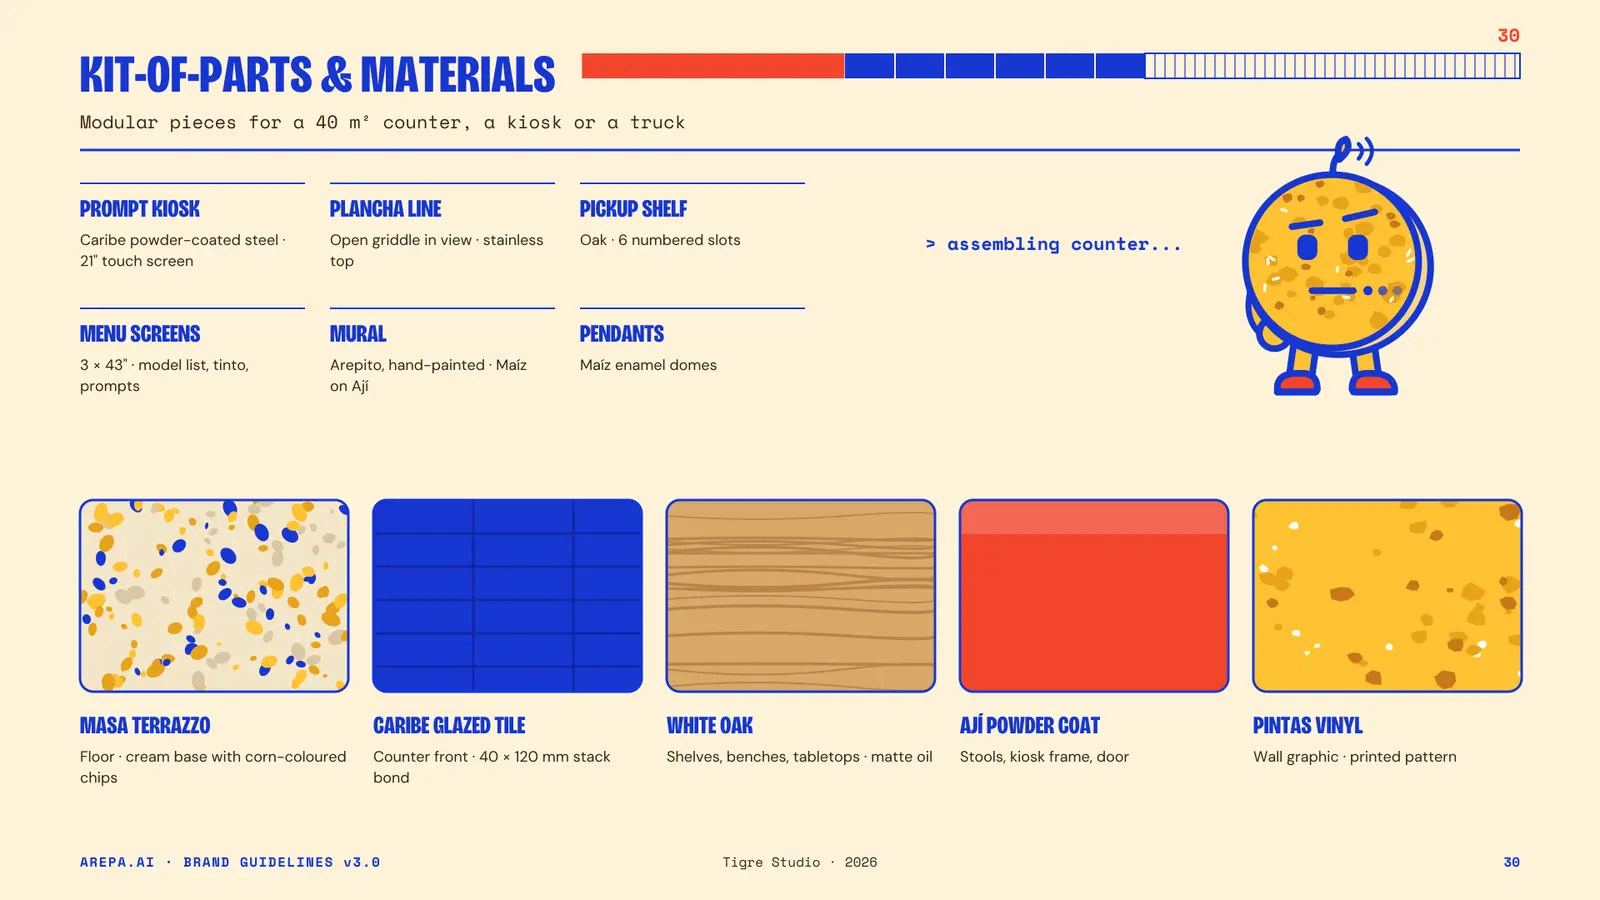 30
KIT-OF-PARTS & MATERIALS
Modular pieces for a 40 m² counter, a kiosk or a truck
PROMPT KIOSK
Caribe powder-coated steel ·
21" touch screen
PLANCHA LINE
Open griddle in view · stainless
top
PICKUP SHELF
Oak · 6 numbered slots
> assembling counter...
MENU SCREENS
3 × 43" · model list, tinto,
prompts
MURAL
Arepito, hand-painted · Maíz
on Ají
PENDANTS
Maíz enamel domes
MASA TERRAZZO
Floor · cream base with corn-coloured
chips
CARIBE GLAZED TILE
Counter front · 40 × 120 mm stack
bond
WHITE OAK
Shelves, benches, tabletops · matte oil
AJÍ POWDER COAT
Stools, kiosk frame, door
PINTAS VINYL
Wall graphic · printed pattern
AREPA.AI · BRAND GUIDELINES v3.0
Tigre Studio · 2026
30